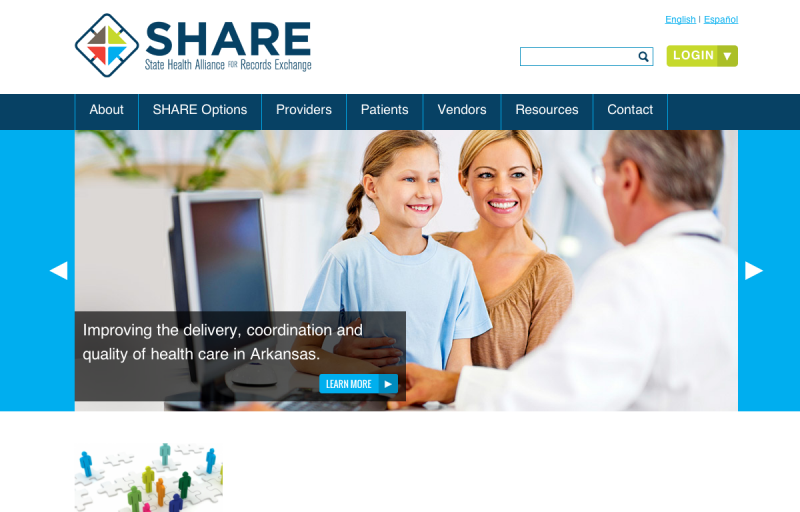 English | Español
SHARE
State Health Alliance FOR Records Exchange
LOGIN
About
SHARE Options
Providers
Patients
Vendors
Resources
Contact
Improving the delivery, coordination and
quality of health care in Arkansas.
LEARN MORE